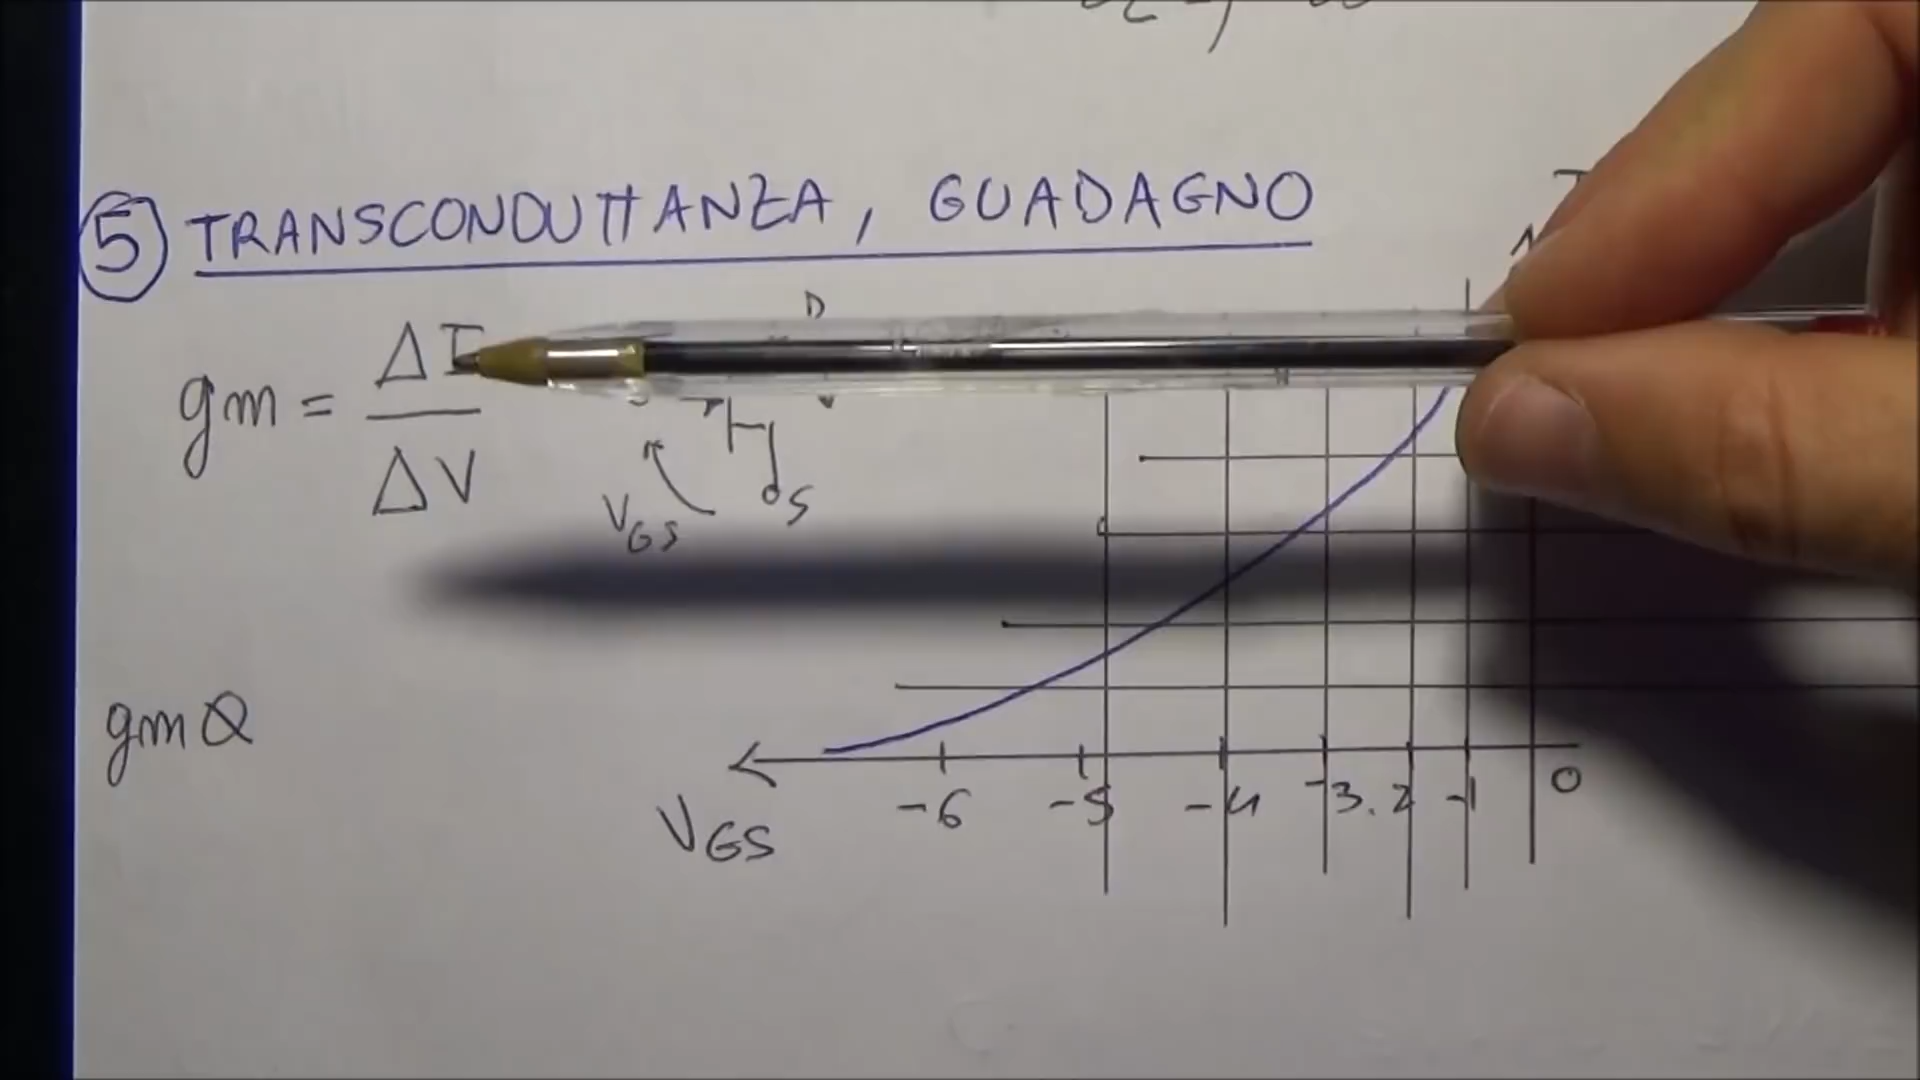 5 TRANSCONDUTTANZA, GUADAGNO
D
gm = ΔI / ΔV
VGS
S
gmQ
-6 -5 -4 -3 . 2 -1 0
VGS